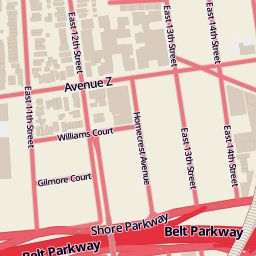 East 12th Street
East 13th Street
East 14th Street
Avenue Z
East 11th Street
Williams Court
Homecrest Avenue
East 13th Street
East 14th Street
Gilmore Court
Shore Parkway
Belt Parkway
Belt Parkway